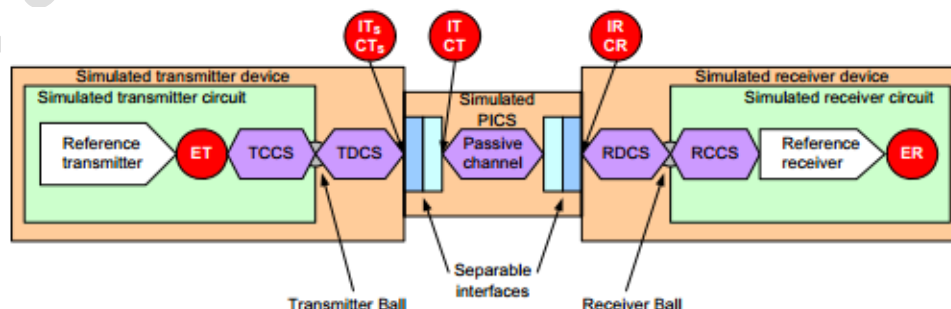 ITs
CTs
IT
CT
IR
CR
Simulated transmitter device
Simulated receiver device
Simulated transmitter circuit
Simulated
PICS
Simulated receiver circuit
Reference
transmitter
ET
TCCS
TDCS
Passive
channel
RDCS
RCCS
Reference
receiver
ER
Separable
interfaces
Transmitter Ball
Receiver Ball